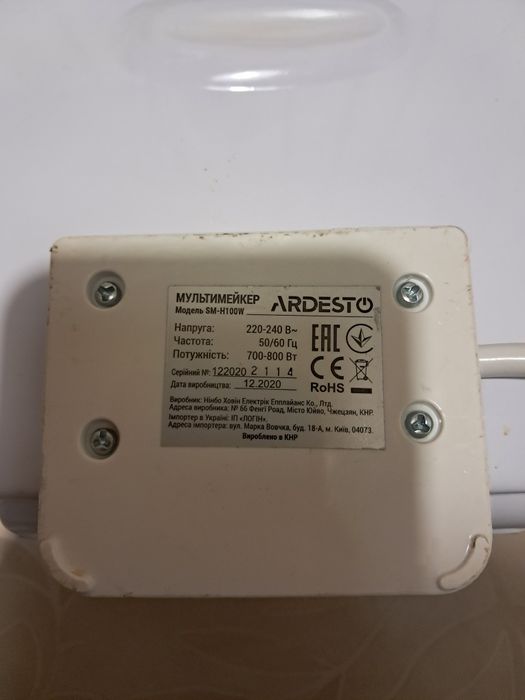 МУЛЬТИМЕЙКЕР ARDESTO
Модель SM-H100W
Напруга: 220-240 В~
Частота: 50/60 Гц
Потужність: 700-800 Вт
EAC
CE
RoHS
Серійний №: 122020 2 1 1 4
Дата виробництва: 12.2020
Виробник: Нінбо Ховін Електрік Епплайанс Ко., Лтд.
Адреса виробника: № 66 Фенгі Роад, Місто Юйяо, Чжецзян, КНР.
Імпортер в Україні: ІП «ЛОГІН»
Адреса імпортера: вул. Марка Вовчка, буд. 18-А, м. Київ, 04073.
Вироблено в КНР